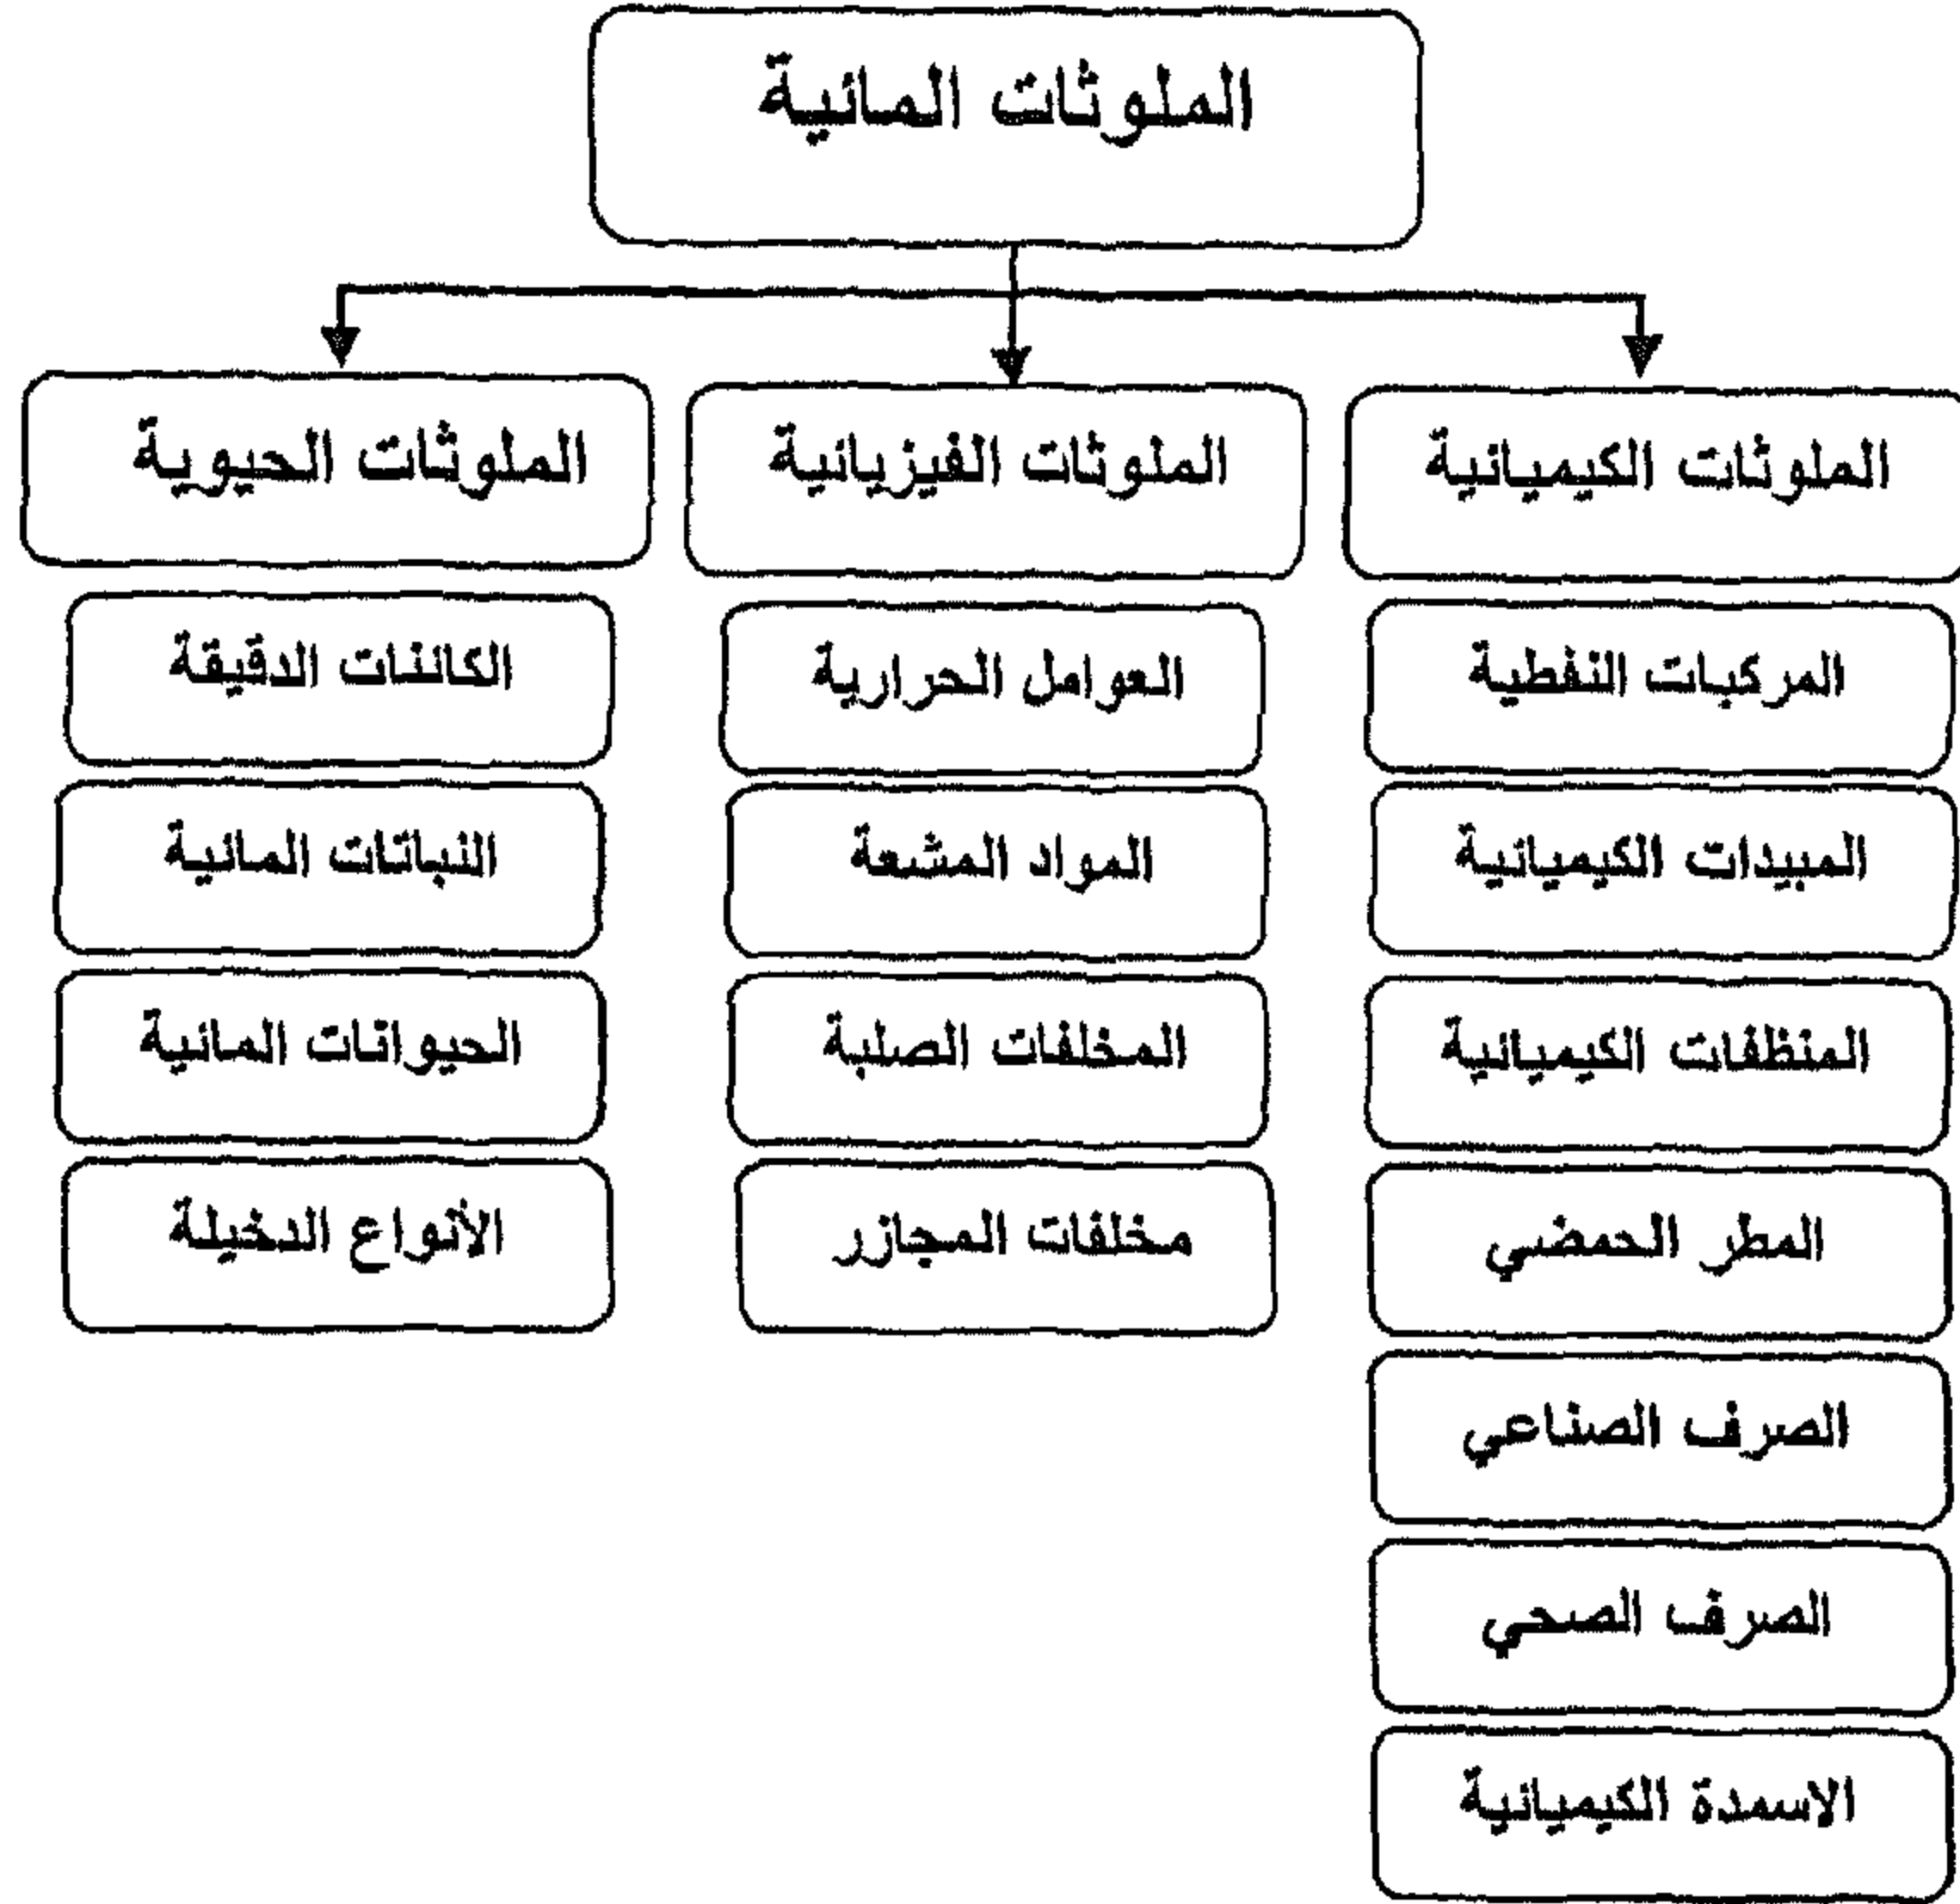 الملوثات المائية
الملوثات الكيميائية
المركبات النفطية
المبيدات الكيميائية
المنظفات الكيميائية
المطر الحمضي
الصرف الصناعي
الصرف الصحي
الاسمدة الكيميائية
الملوثات الفيزيائية
العوامل الحرارية
المواد المشعة
المخلفات الصلبة
مخلفات المجازر
الملوثات الحيوية
الكائنات الدقيقة
النباتات المائية
الحيوانات المائية
الأنواع الدخيلة